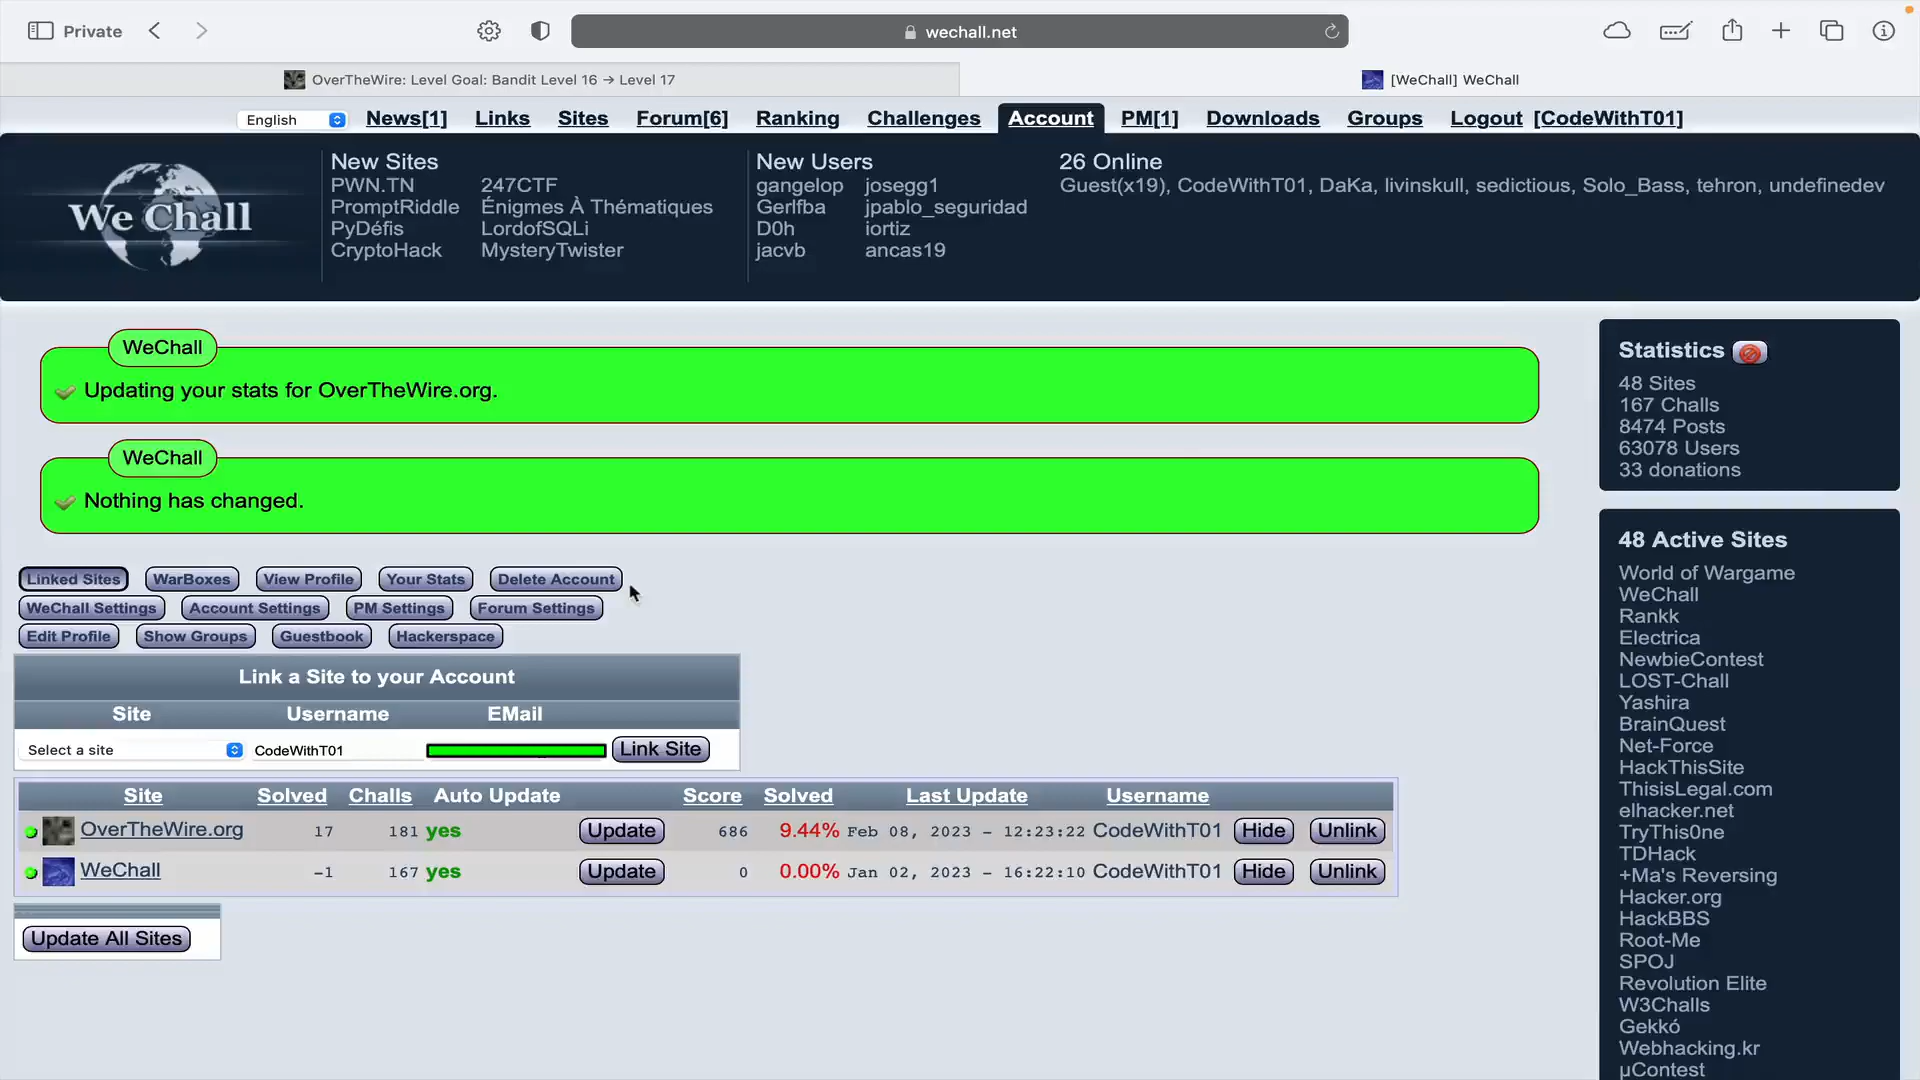 Private
wechall.net
OverTheWire: Level Goal: Bandit Level 16 → Level 17
[WeChall] WeChall
English News[1] Links Sites Forum[6] Ranking Challenges Account PM[1] Downloads Groups Logout [CodeWithT01]
We Chall
New Sites
PWN.TN 247CTF
PromptRiddle Énigmes À Thématiques
PyDéfis LordofSQLi
CryptoHack MysteryTwister
New Users
gangelop josegg1
Gerlfba jpablo_seguridad
D0h iortiz
jacvb ancas19
26 Online
Guest(x19), CodeWithT01, DaKa, livinskull, sedictious, Solo_Bass, tehron, undefinedev
WeChall
Updating your stats for OverTheWire.org.
WeChall
Nothing has changed.
Linked Sites WarBoxes View Profile Your Stats Delete Account
WeChall Settings Account Settings PM Settings Forum Settings
Edit Profile Show Groups Guestbook Hackerspace
Link a Site to your Account
Site Username EMail
Select a site CodeWithT01 Link Site
Site Solved Challs Auto Update Score Solved Last Update Username
OverTheWire.org 17 181 yes Update 686 9.44% Feb 08, 2023 - 12:23:22 CodeWithT01 Hide Unlink
WeChall -1 167 yes Update 0 0.00% Jan 02, 2023 - 16:22:10 CodeWithT01 Hide Unlink
Update All Sites
Statistics
48 Sites
167 Challs
8474 Posts
63078 Users
33 donations
48 Active Sites
World of Wargame
WeChall
Rankk
Electrica
NewbieContest
LOST-Chall
Yashira
BrainQuest
Net-Force
HackThisSite
ThisisLegal.com
elhacker.net
TryThis0ne
TDHack
+Ma's Reversing
Hacker.org
HackBBS
Root-Me
SPOJ
Revolution Elite
W3Challs
Gekkó
Webhacking.kr
µContest